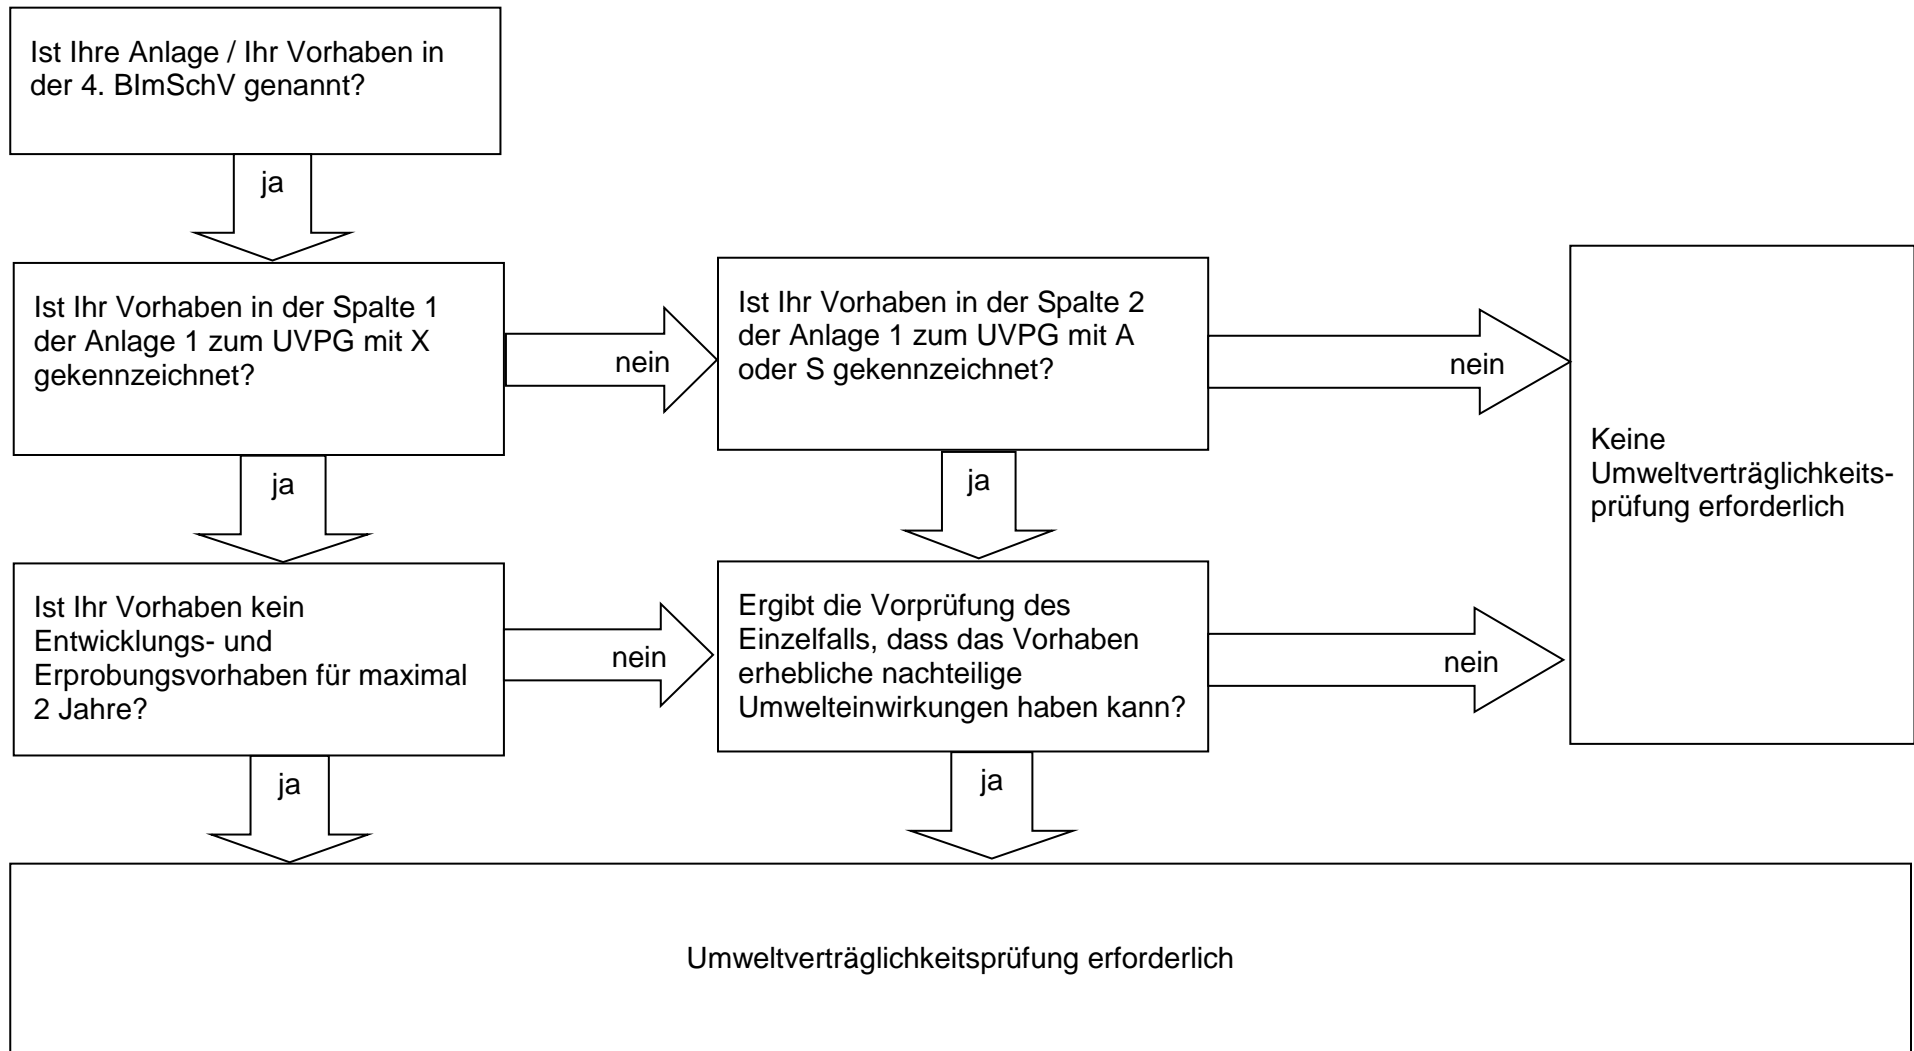 Ist Ihre Anlage / Ihr Vorhaben in
der 4. BImSchV genannt?
ja
Ist Ihr Vorhaben in der Spalte 1
der Anlage 1 zum UVPG mit X
gekennzeichnet?
nein
Ist Ihr Vorhaben in der Spalte 2
der Anlage 1 zum UVPG mit A
oder S gekennzeichnet?
nein
Keine
Umweltverträglichkeits-
prüfung erforderlich
ja
ja
Ist Ihr Vorhaben kein
Entwicklungs- und
Erprobungsvorhaben für maximal
2 Jahre?
nein
Ergibt die Vorprüfung des
Einzelfalls, dass das Vorhaben
erhebliche nachteilige
Umwelteinwirkungen haben kann?
nein
ja
ja
Umweltverträglichkeitsprüfung erforderlich